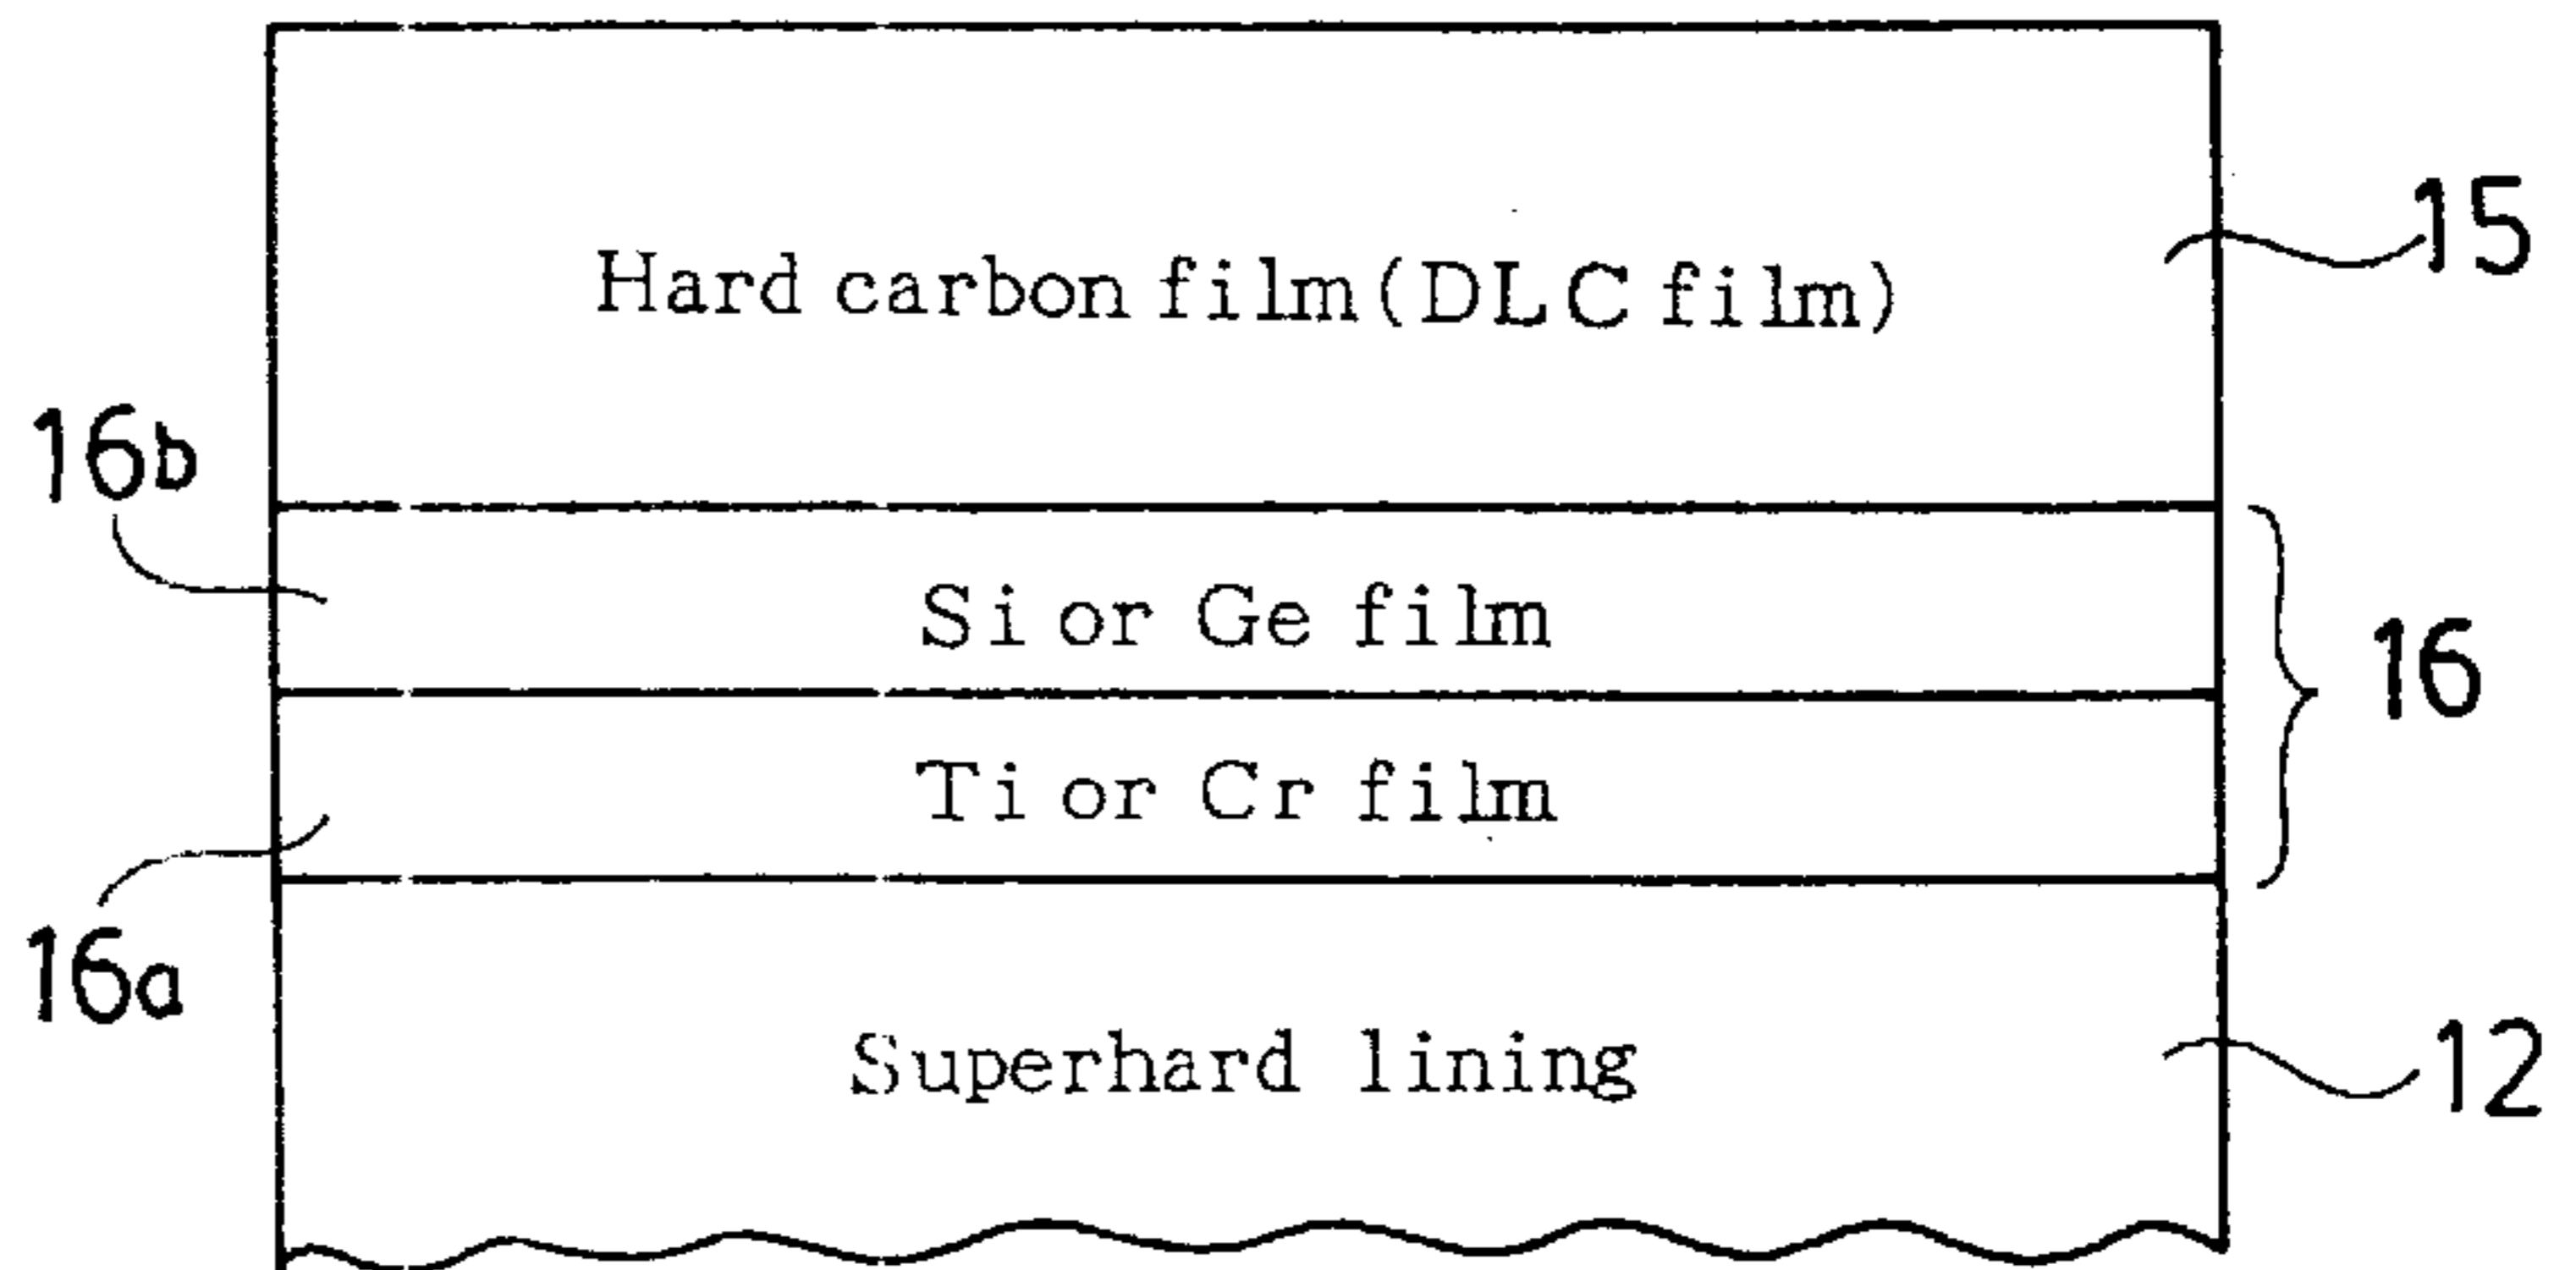 Hard carbon film (DLC film)
15
16b
Si or Ge film
16
Ti or Cr film
16a
Superhard lining
12